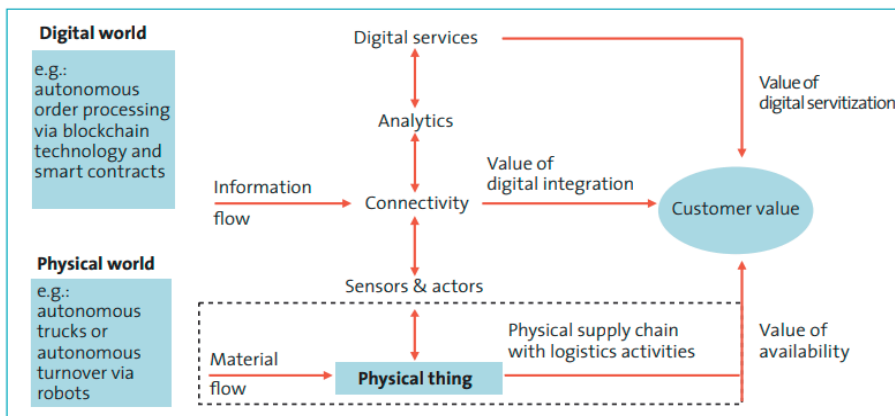 Digital world
e.g.:
autonomous
order processing
via blockchain
technology and
smart contracts
Digital services
Value of
digital servitization
Analytics
Information
flow
Connectivity
Value of
digital integration
Customer value
Physical world
e.g.:
autonomous
trucks or
autonomous
turnover via
robots
Sensors & actors
Material
flow
Physical thing
Physical supply chain
with logistics activities
Value of
availability